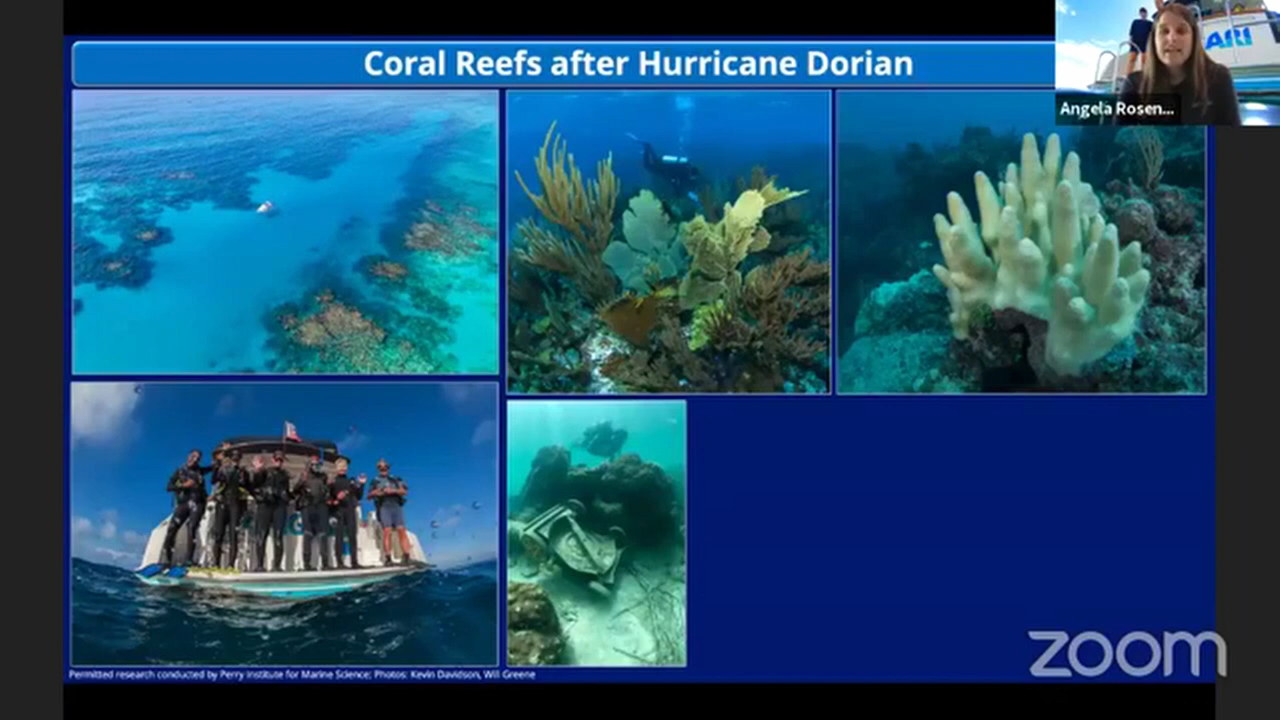 Coral Reefs after Hurricane Dorian
ARI
Angela Rosen...
Permitted research conducted by Perry Institute for Marine Science; Photos: Kevin Davidson, Will Greene
zoom